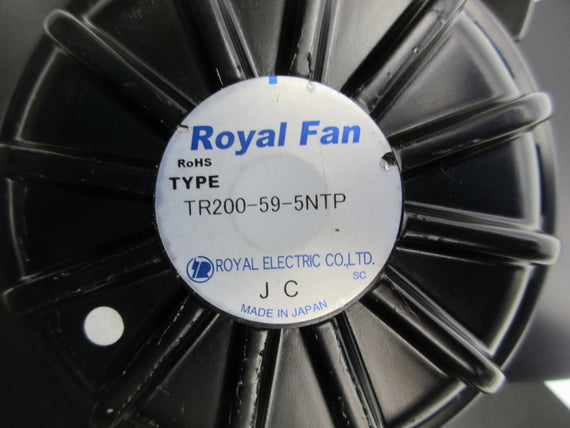 Royal Fan
RoHS
TYPE
TR200-59-5NTP
R ROYAL ELECTRIC CO.,LTD.
SC
J C
MADE IN JAPAN